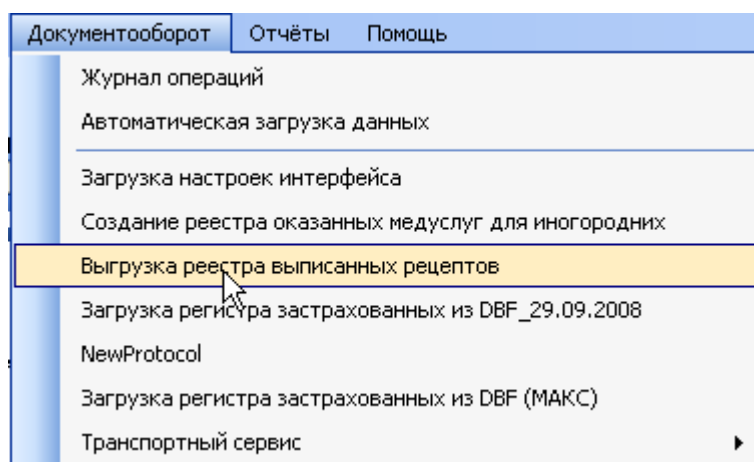 Документооборот Отчёты Помощь
Журнал операций
Автоматическая загрузка данных
Загрузка настроек интерфейса
Создание реестра оказанных медуслуг для иногородних
Выгрузка реестра выписанных рецептов
Загрузка регистра застрахованных из DBF_29.09.2008
NewProtocol
Загрузка регистра застрахованных из DBF (МАКС)
Транспортный сервис